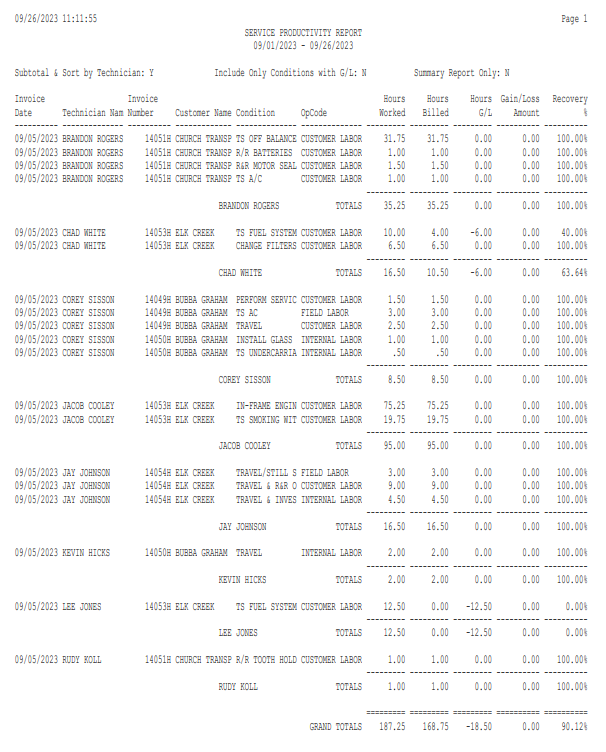 09/26/2023 11:11:55 Page 1
SERVICE PRODUCTIVITY REPORT
09/01/2023 - 09/26/2023
Subtotal & Sort by Technician: Y Include Only Conditions with G/L: N Summary Report Only: N
Invoice Invoice Hours Hours Hours Gain/Loss Recovery
Date Technician Nam Number Customer Name Condition OpCode Worked Billed G/L Amount %
09/05/2023 BRANDON ROGERS 14051H CHURCH TRANSP TS OFF BALANCE CUSTOMER LABOR 31.75 31.75 0.00 0.00 100.00%
09/05/2023 BRANDON ROGERS 14051H CHURCH TRANSP R/R BATTERIES CUSTOMER LABOR 1.00 1.00 0.00 0.00 100.00%
09/05/2023 BRANDON ROGERS 14051H CHURCH TRANSP R&R MOTOR SEAL CUSTOMER LABOR 1.50 1.50 0.00 0.00 100.00%
09/05/2023 BRANDON ROGERS 14051H CHURCH TRANSP TS A/C CUSTOMER LABOR 1.00 1.00 0.00 0.00 100.00%
BRANDON ROGERS TOTALS 35.25 35.25 0.00 0.00 100.00%
09/05/2023 CHAD WHITE 14053H ELK CREEK TS FUEL SYSTEM CUSTOMER LABOR 10.00 4.00 -6.00 0.00 40.00%
09/05/2023 CHAD WHITE 14053H ELK CREEK CHANGE FILTERS CUSTOMER LABOR 6.50 6.50 0.00 0.00 100.00%
CHAD WHITE TOTALS 16.50 10.50 -6.00 0.00 63.64%
09/05/2023 COREY SISSON 14049H BUBBA GRAHAM PERFORM SERVIC CUSTOMER LABOR 1.50 1.50 0.00 0.00 100.00%
09/05/2023 COREY SISSON 14049H BUBBA GRAHAM TS AC FIELD LABOR 3.00 3.00 0.00 0.00 100.00%
09/05/2023 COREY SISSON 14049H BUBBA GRAHAM TRAVEL CUSTOMER LABOR 2.50 2.50 0.00 0.00 100.00%
09/05/2023 COREY SISSON 14050H BUBBA GRAHAM INSTALL GLASS INTERNAL LABOR 1.00 1.00 0.00 0.00 100.00%
09/05/2023 COREY SISSON 14050H BUBBA GRAHAM TS UNDERCARRIA INTERNAL LABOR .50 .50 0.00 0.00 100.00%
COREY SISSON TOTALS 8.50 8.50 0.00 0.00 100.00%
09/05/2023 JACOB COOLEY 14053H ELK CREEK IN-FRAME ENGIN CUSTOMER LABOR 75.25 75.25 0.00 0.00 100.00%
09/05/2023 JACOB COOLEY 14053H ELK CREEK TS SMOKING WIT CUSTOMER LABOR 19.75 19.75 0.00 0.00 100.00%
JACOB COOLEY TOTALS 95.00 95.00 0.00 0.00 100.00%
09/05/2023 JAY JOHNSON 14054H ELK CREEK TRAVEL/STILL S FIELD LABOR 3.00 3.00 0.00 0.00 100.00%
09/05/2023 JAY JOHNSON 14054H ELK CREEK TRAVEL & R&R O CUSTOMER LABOR 9.00 9.00 0.00 0.00 100.00%
09/05/2023 JAY JOHNSON 14054H ELK CREEK TRAVEL & INVES INTERNAL LABOR 4.50 4.50 0.00 0.00 100.00%
JAY JOHNSON TOTALS 16.50 16.50 0.00 0.00 100.00%
09/05/2023 KEVIN HICKS 14050H BUBBA GRAHAM TRAVEL INTERNAL LABOR 2.00 2.00 0.00 0.00 100.00%
KEVIN HICKS TOTALS 2.00 2.00 0.00 0.00 100.00%
09/05/2023 LEE JONES 14053H ELK CREEK TS FUEL SYSTEM CUSTOMER LABOR 12.50 0.00 -12.50 0.00 0.00%
LEE JONES TOTALS 12.50 0.00 -12.50 0.00 0.00%
09/05/2023 RUDY KOLL 14051H CHURCH TRANSP R/R TOOTH HOLD CUSTOMER LABOR 1.00 1.00 0.00 0.00 100.00%
RUDY KOLL TOTALS 1.00 1.00 0.00 0.00 100.00%
GRAND TOTALS 187.25 168.75 -18.50 0.00 90.12%